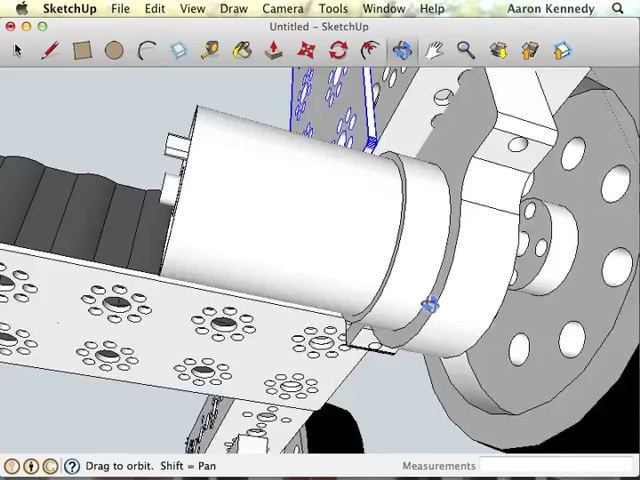 SketchUp File Edit View Draw Camera Tools Window Help Aaron Kennedy
Untitled - SketchUp
Drag to orbit. Shift = Pan
Measurements